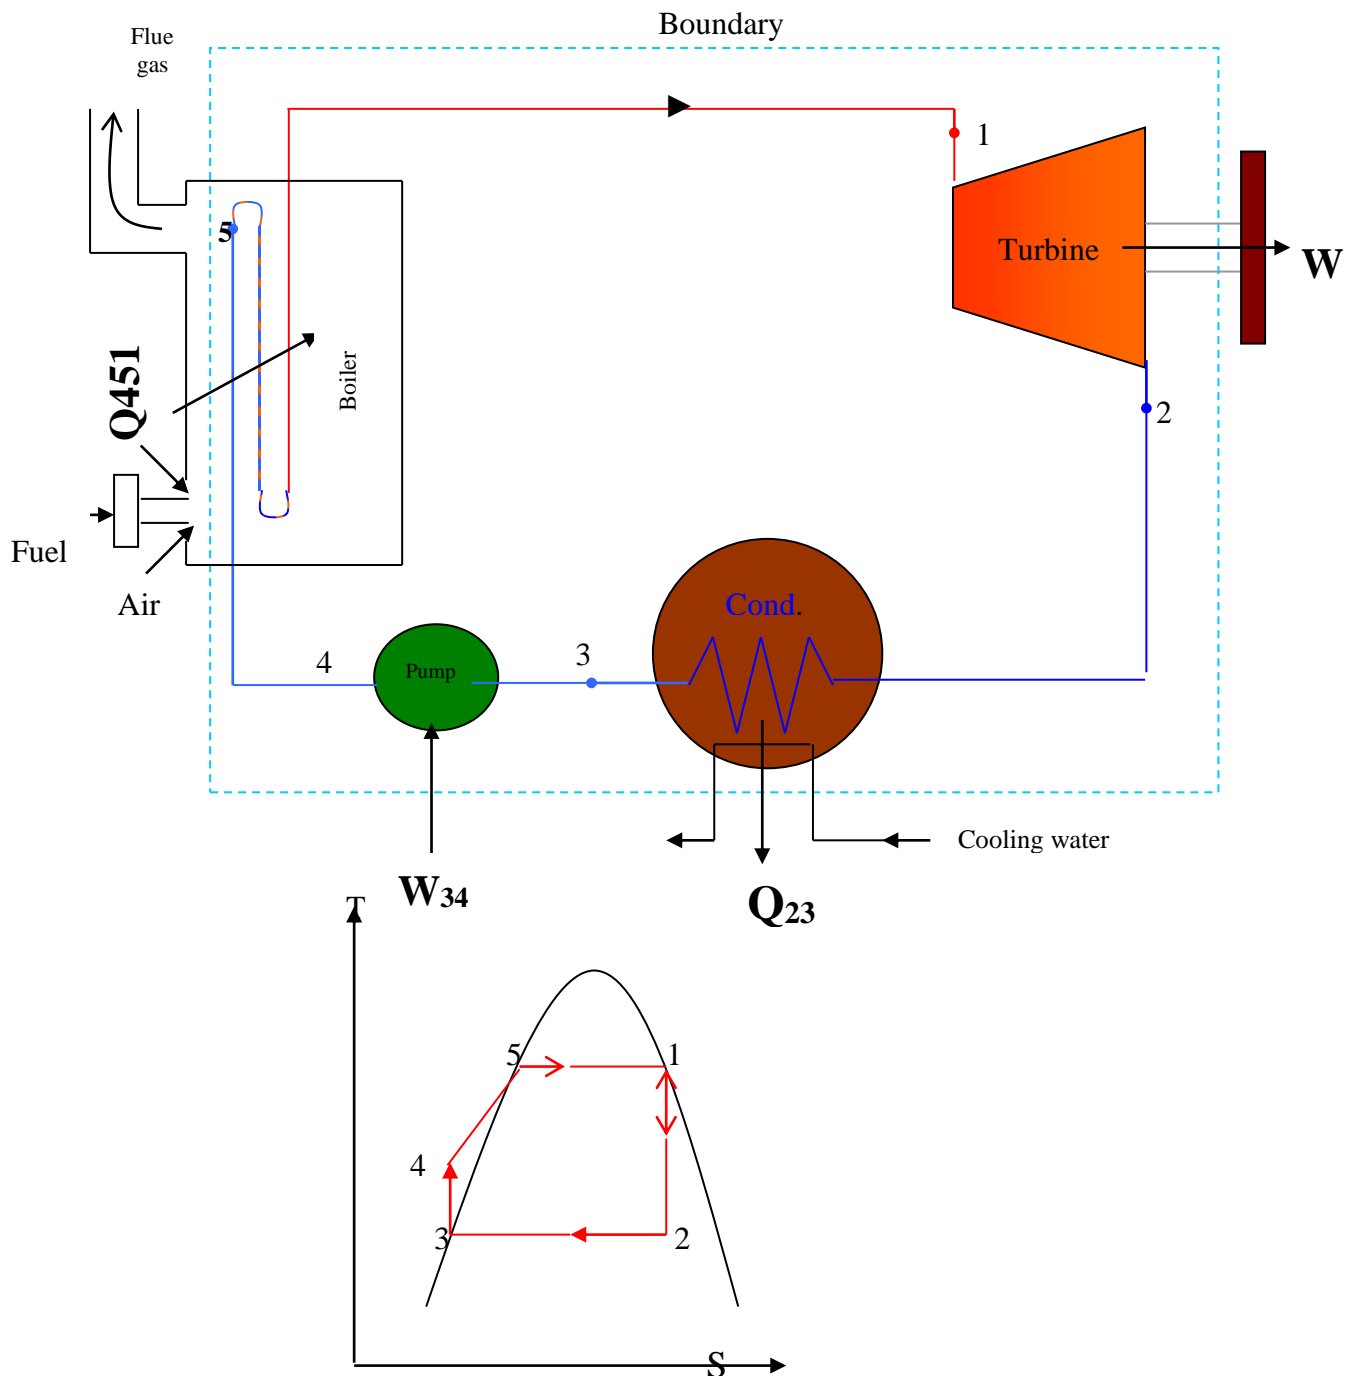 Boundary
Flue
gas
1
5
Turbine
W
Q451
Boiler
2
Fuel
Air
Cond.
4
Pump
3
Cooling water
W34
Q23
T
5
1
4
3
2
S